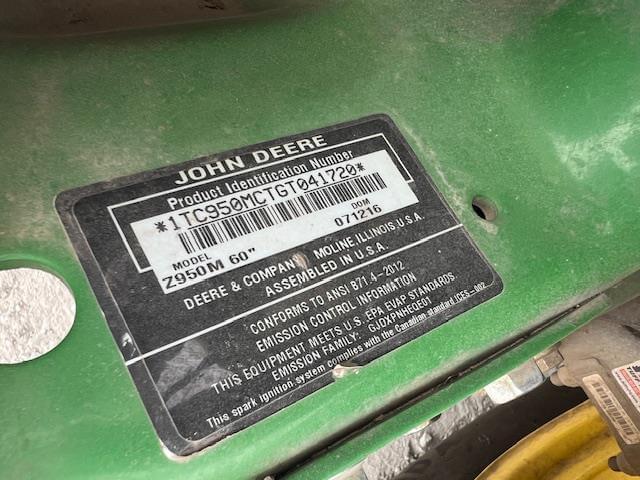 JOHN DEERE
Product Identification Number
*1TC950MCTGT041720*
MODEL DOM
Z950M 60" 071216
DEERE & COMPANY MOLINE, ILLINOIS U.S.A.
ASSEMBLED IN U.S.A.
CONFORMS TO ANSI B71.4-2012
EMISSION CONTROL INFORMATION
THIS EQUIPMENT MEETS U.S. EPA EVAP STANDARDS
EMISSION FAMILY: GJDXPNHEQE01
This spark ignition system complies with the Canadian standard ICES-002